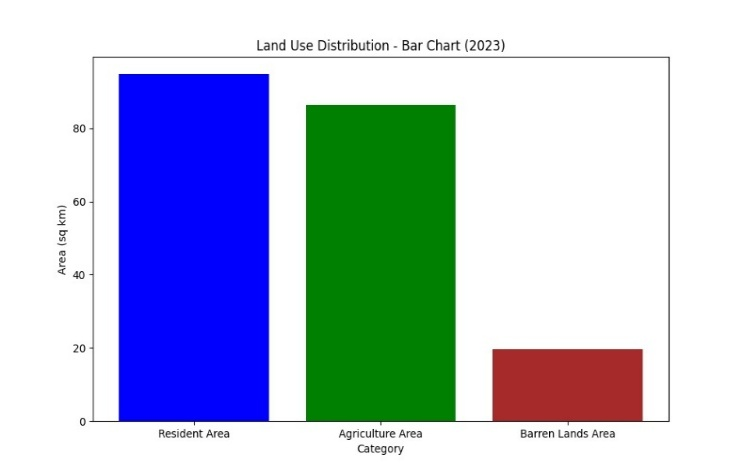 Land Use Distribution - Bar Chart (2023)
Area (sq km)
80
60
40
20
0
Resident Area
Agriculture Area
Barren Lands Area
Category